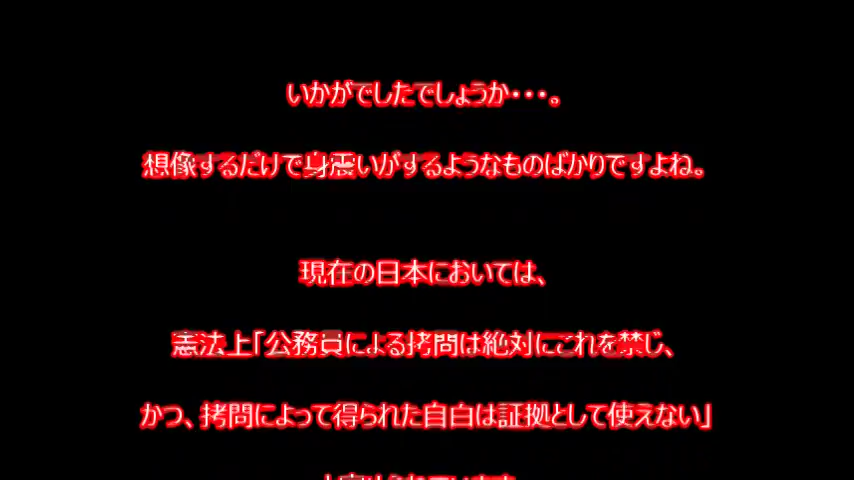 いかがでしたでしょうか・・・。
想像するだけで身震いがするようなものばかりですよね。
現在の日本においては、
憲法上「公務員による拷問は絶対にこれを禁じ、
かつ、拷問によって得られた自白は証拠として使えない」